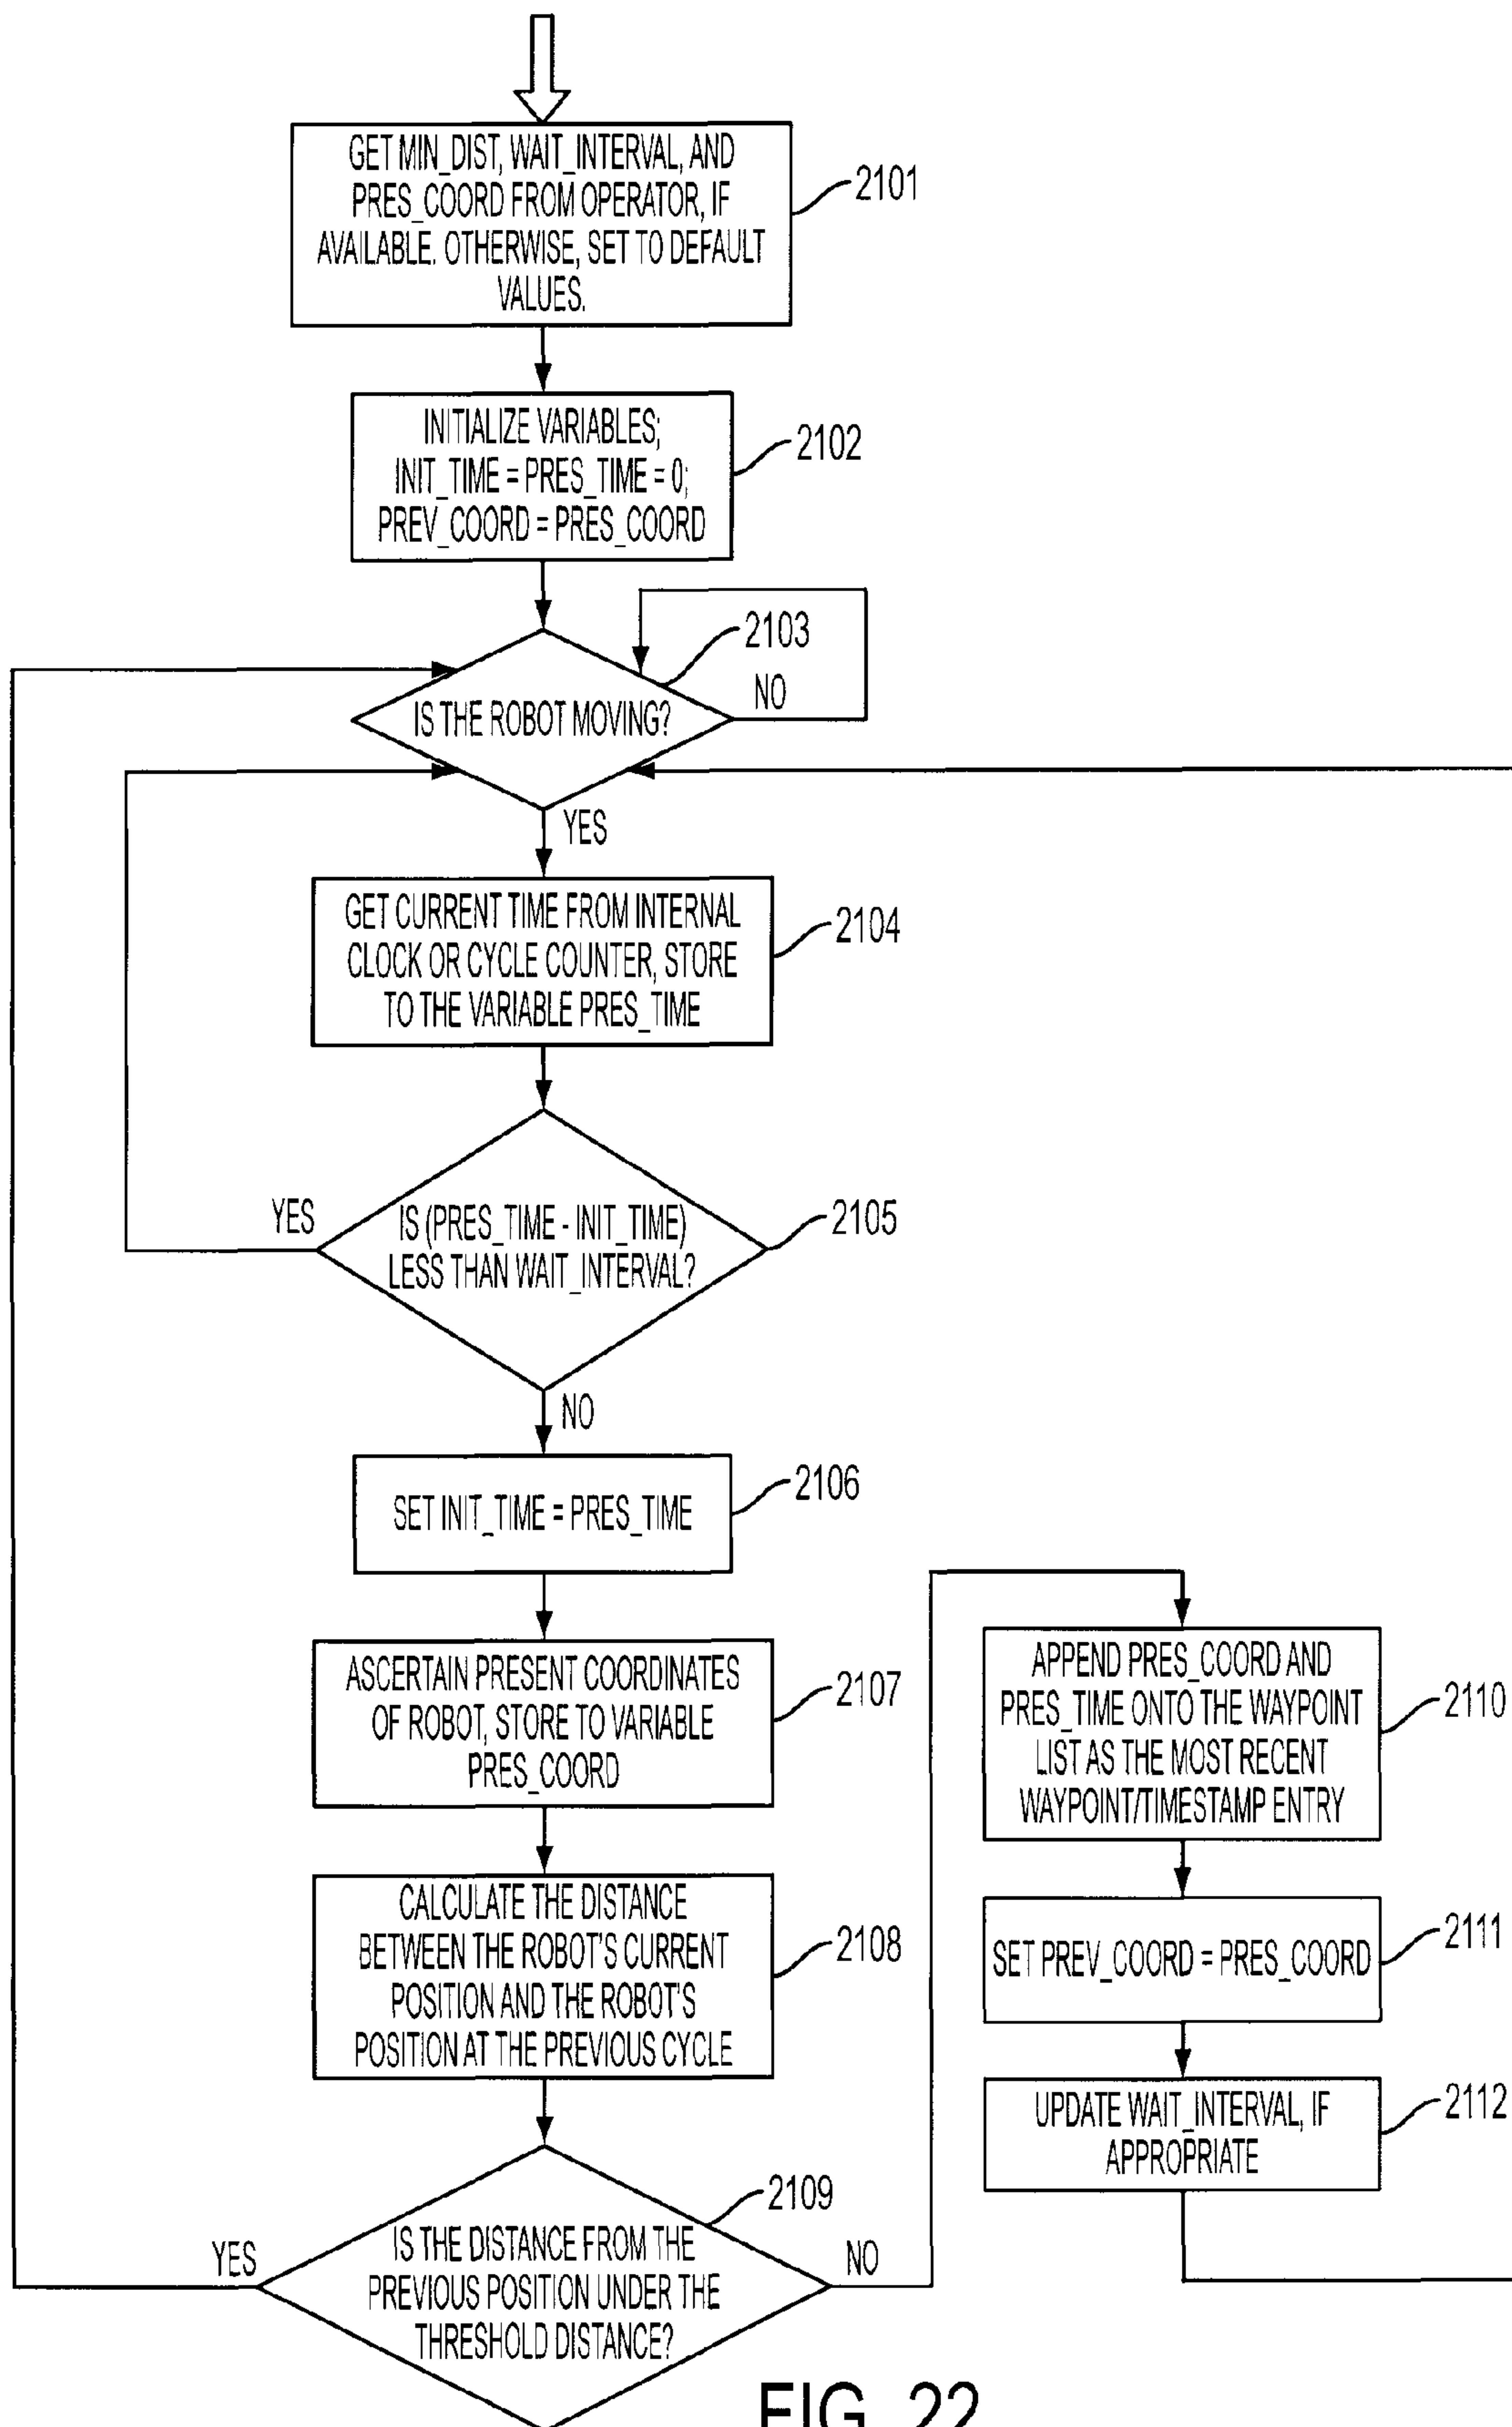 GET MIN_DIST, WAIT_INTERVAL, AND
PRES_COORD FROM OPERATOR, IF
AVAILABLE. OTHERWISE, SET TO DEFAULT
VALUES.
2101
INITIALIZE VARIABLES;
INIT_TIME = PRES_TIME = 0;
PREV_COORD = PRES_COORD
2102
2103
IS THE ROBOT MOVING?
NO
YES
GET CURRENT TIME FROM INTERNAL
CLOCK OR CYCLE COUNTER, STORE
TO THE VARIABLE PRES_TIME
2104
YES
IS (PRES_TIME - INIT_TIME)
LESS THAN WAIT_INTERVAL?
2105
NO
SET INIT_TIME = PRES_TIME
2106
ASCERTAIN PRESENT COORDINATES
OF ROBOT, STORE TO VARIABLE
PRES_COORD
2107
CALCULATE THE DISTANCE
BETWEEN THE ROBOT'S CURRENT
POSITION AND THE ROBOT'S
POSITION AT THE PREVIOUS CYCLE
2108
2109
YES
IS THE DISTANCE FROM THE
PREVIOUS POSITION UNDER THE
THRESHOLD DISTANCE?
NO
APPEND PRES_COORD AND
PRES_TIME ONTO THE WAYPOINT
LIST AS THE MOST RECENT
WAYPOINT/TIMESTAMP ENTRY
2110
SET PREV_COORD = PRES_COORD
2111
UPDATE WAIT_INTERVAL, IF
APPROPRIATE
2112
FIG. 22